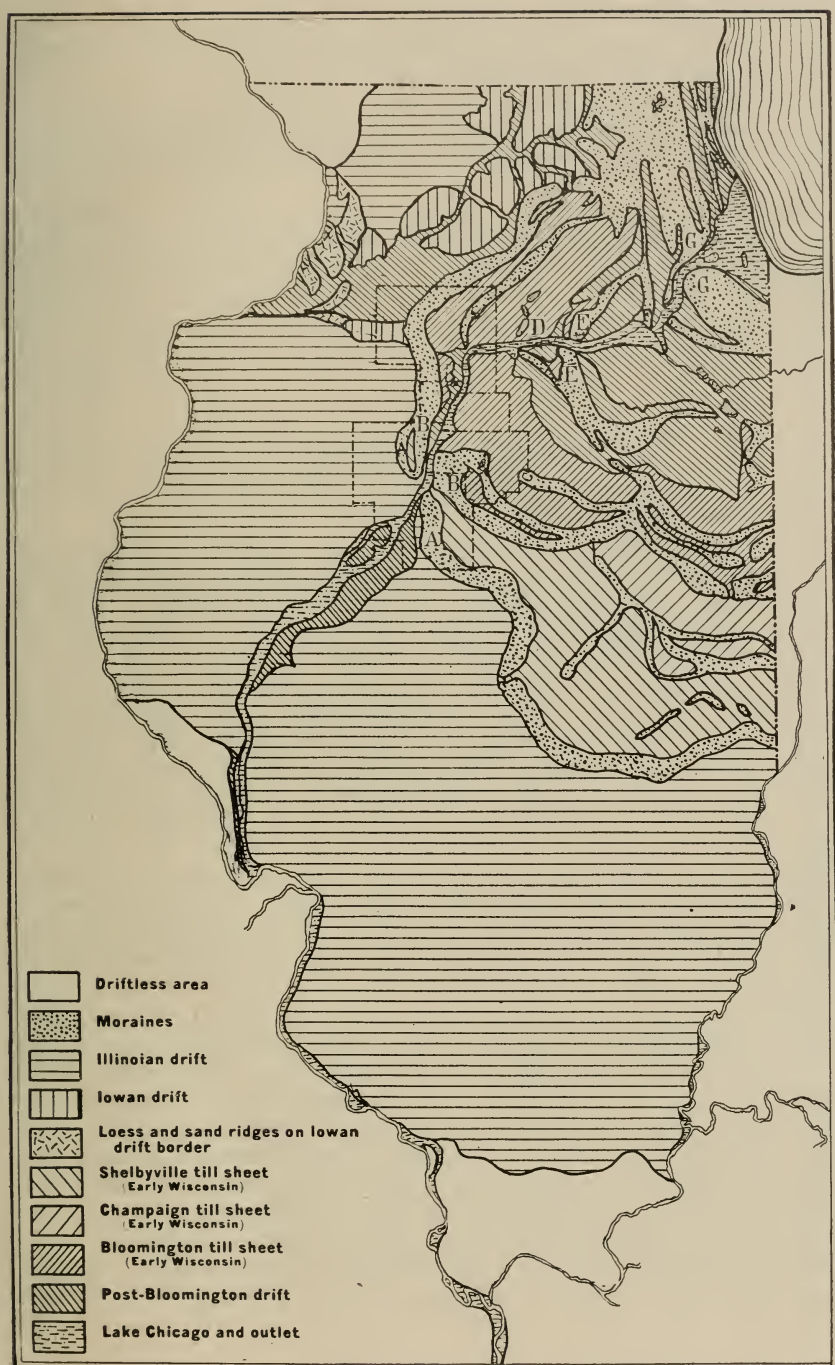 G
G
D
E
F
B
A
B
A
Driftless area
Moraines
Illinoian drift
Iowan drift
Loess and sand ridges on Iowan
drift border
Shelbyville till sheet
(Early Wisconsin)
Champaign till sheet
(Early Wisconsin)
Bloomington till sheet
(Early Wisconsin)
Post-Bloomington drift
Lake Chicago and outlet